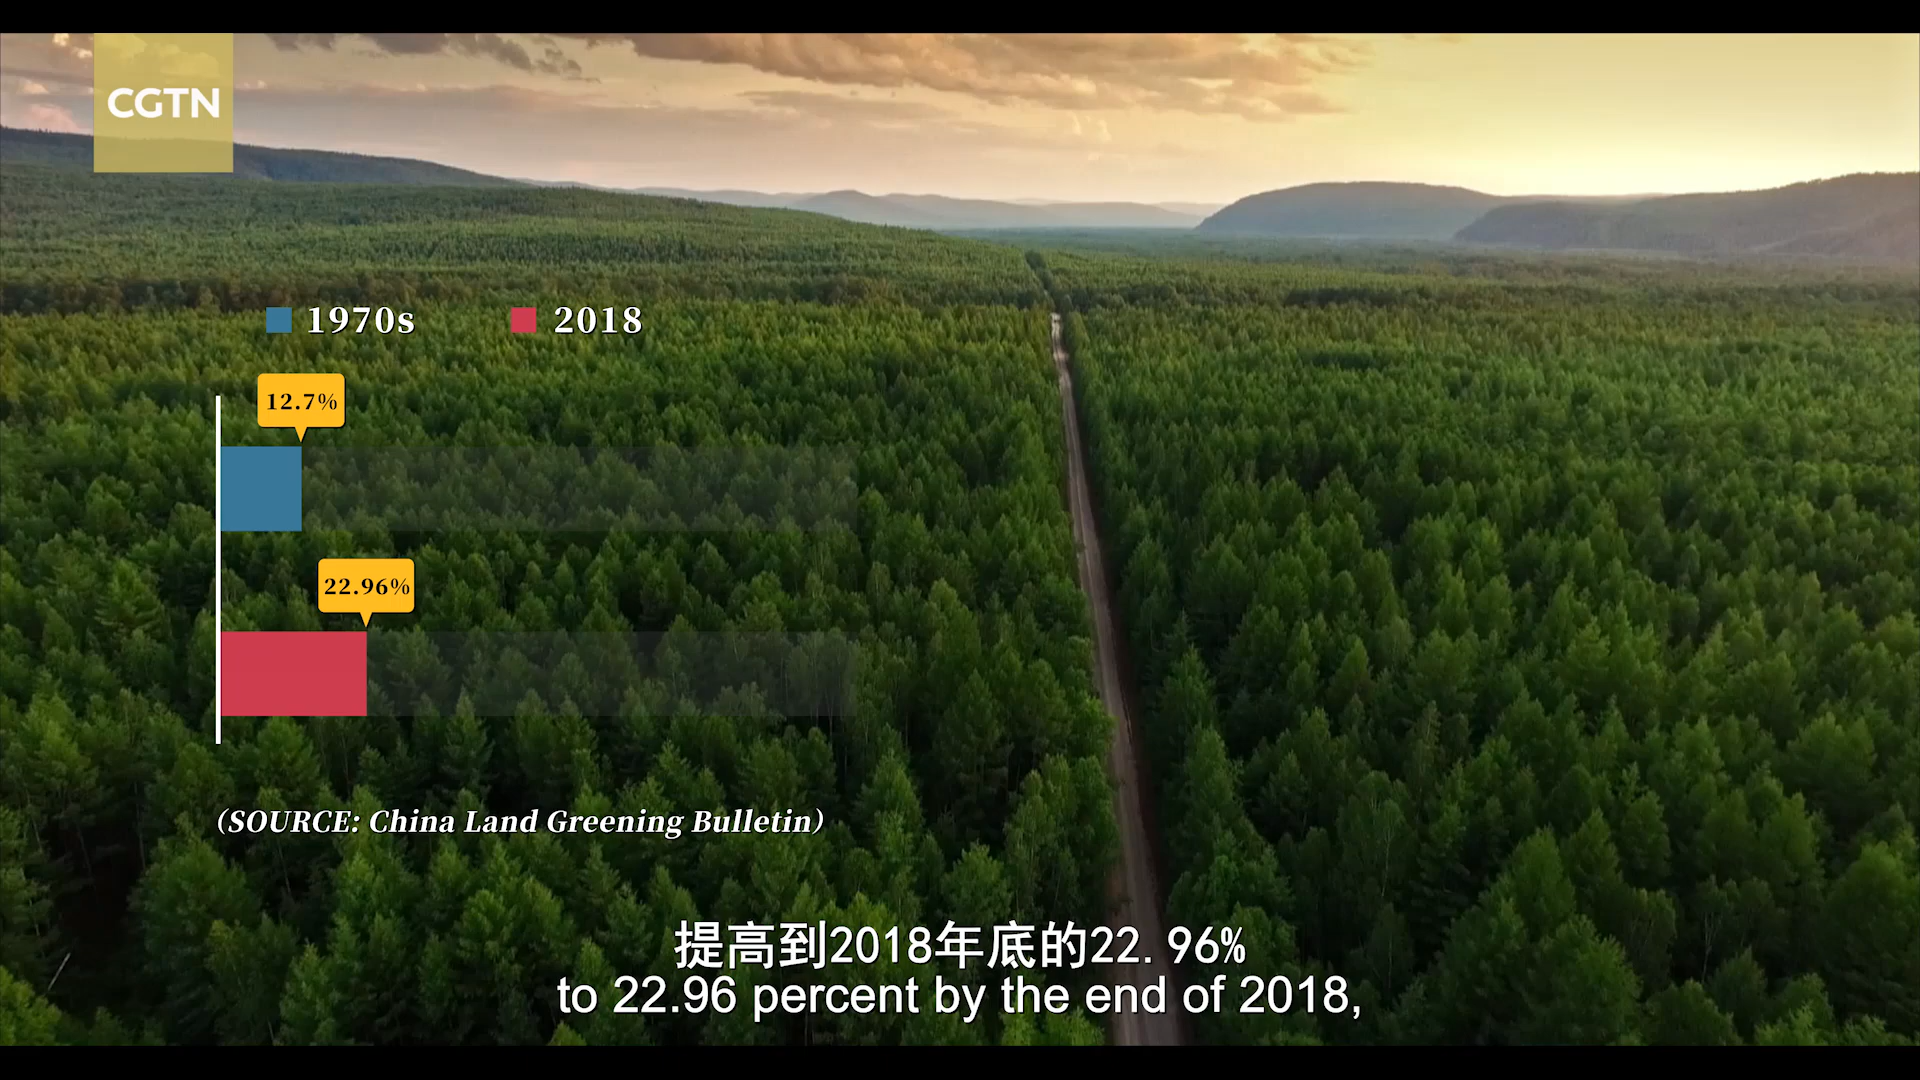 CGTN
1970s
2018
12.7%
22.96%
(SOURCE: China Land Greening Bulletin)
提高到2018年底的22.96%
to 22.96 percent by the end of 2018,